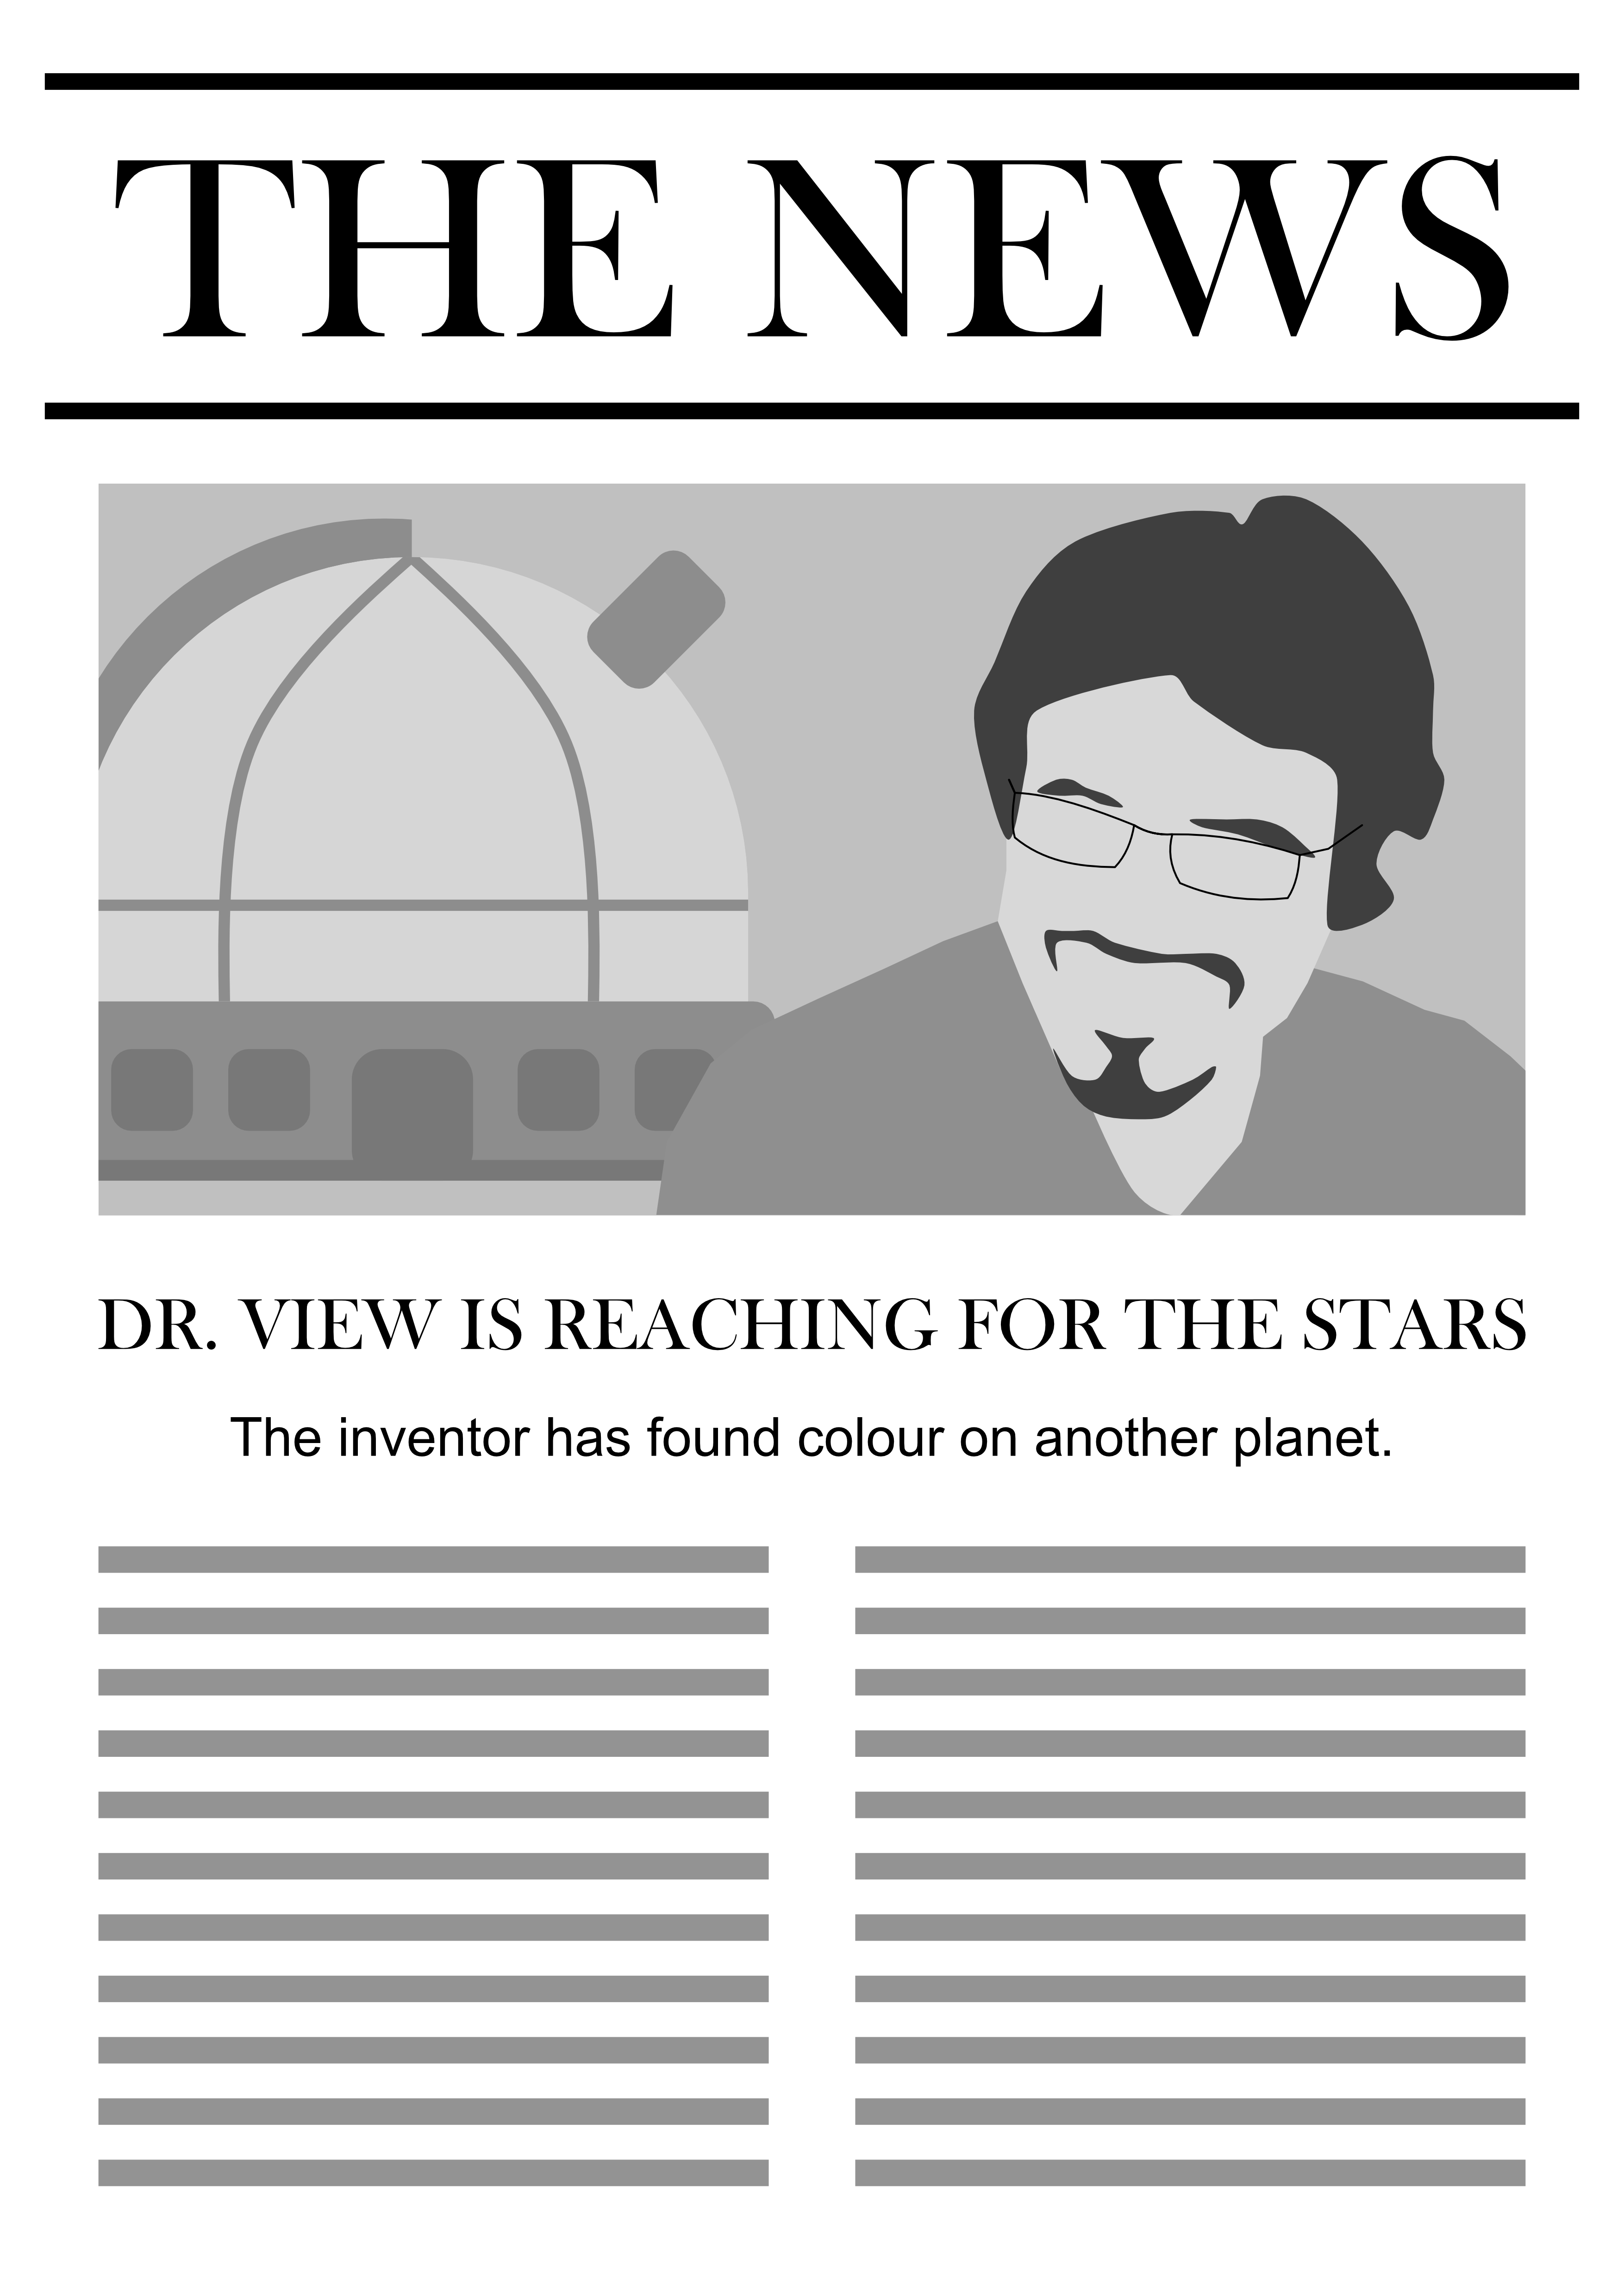 THE NEWS
DR. VIEW IS REACHING FOR THE STARS
The inventor has found colour on another planet.